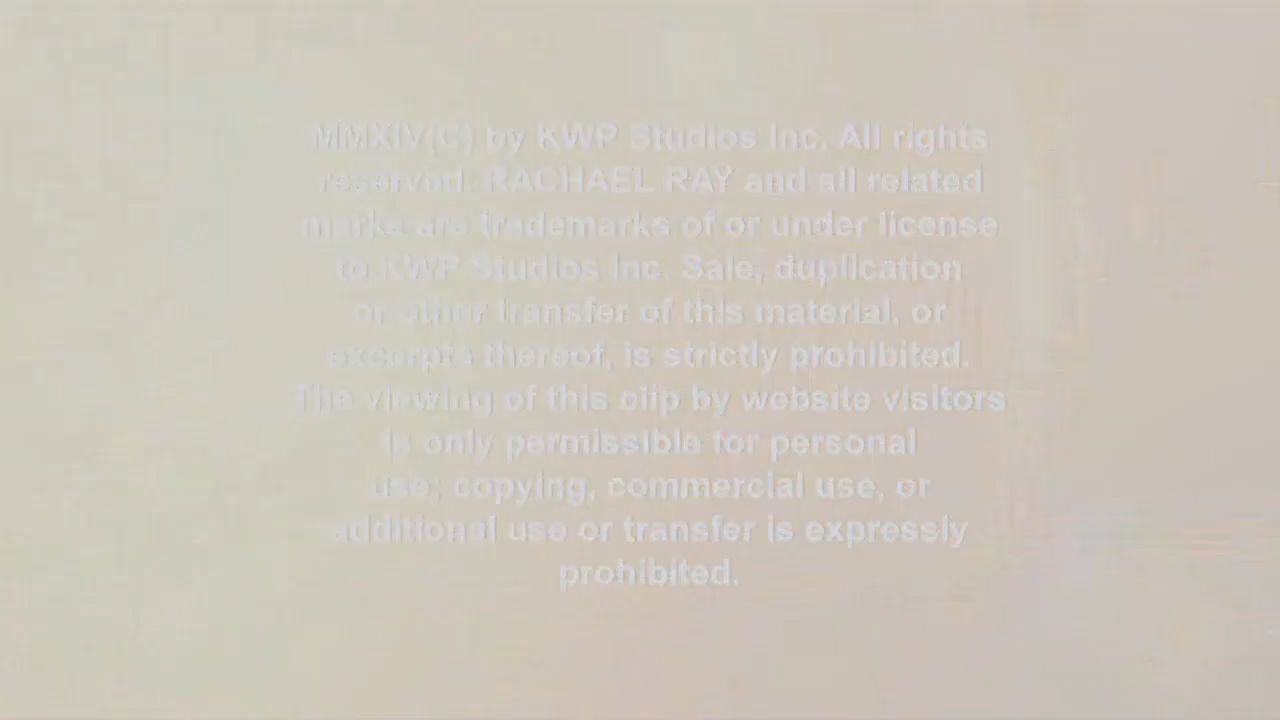 MMXIV(C) by KWP Studios Inc. All rights
reserved. RACHAEL RAY and all related
marks are trademarks of or under license
to KWP Studios Inc. Sale, duplication
or other transfer of this material, or
excerpts thereof, is strictly prohibited.
The viewing of this clip by website visitors
is only permissible for personal
use; copying, commercial use, or
additional use or transfer is expressly
prohibited.